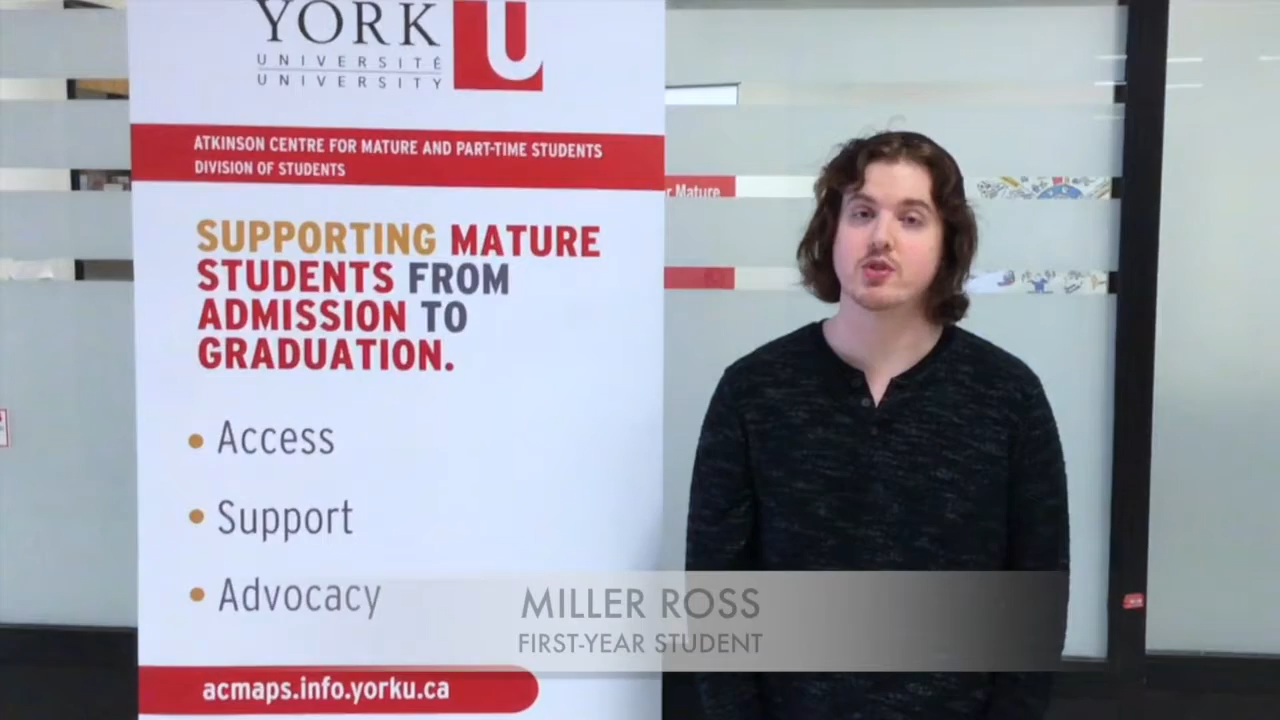 YORK U
UNIVERSITÉ
UNIVERSITY
ATKINSON CENTRE FOR MATURE AND PART-TIME STUDENTS
DIVISION OF STUDENTS
SUPPORTING MATURE
STUDENTS FROM
ADMISSION TO
GRADUATION.
• Access
• Support
• Advocacy
acmaps.info.yorku.ca
r Mature
MILLER ROSS
FIRST-YEAR STUDENT